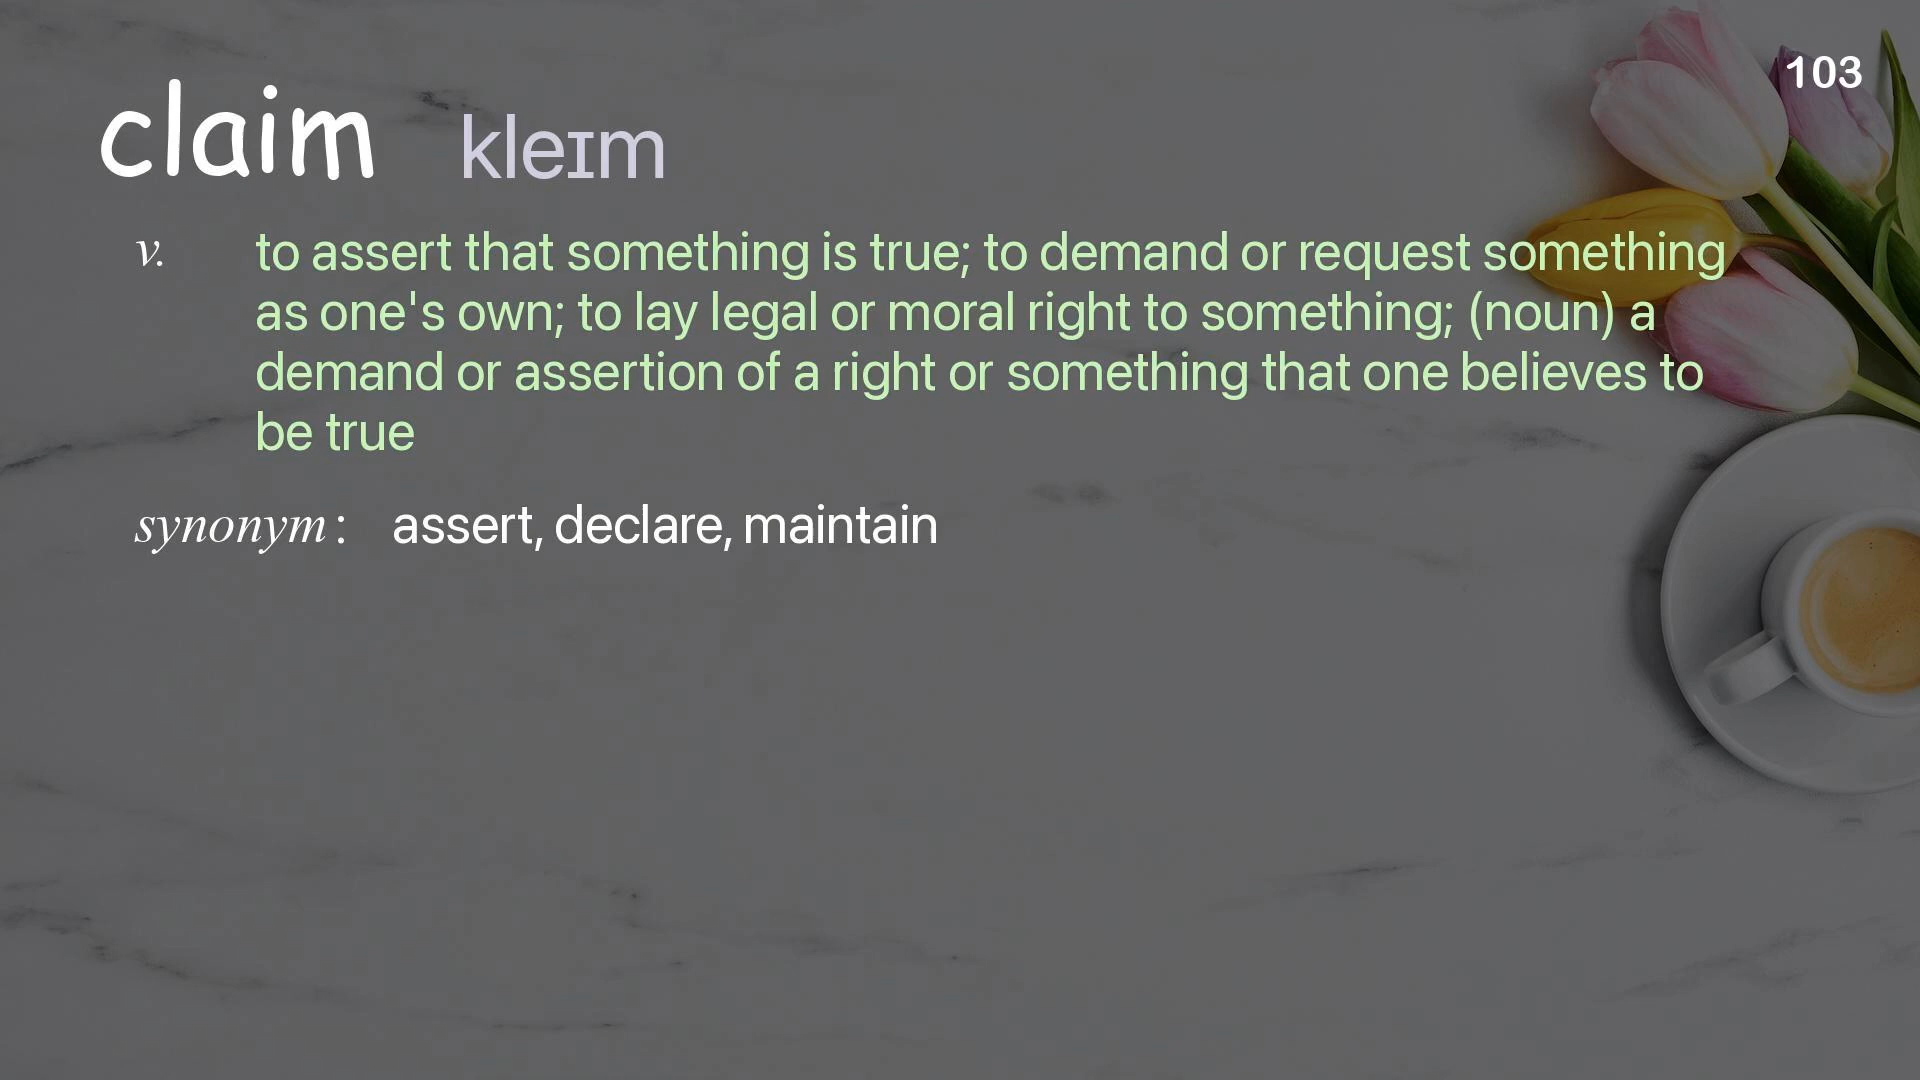 103
claim kleɪm
v. to assert that something is true; to demand or request something
as one's own; to lay legal or moral right to something; (noun) a
demand or assertion of a right or something that one believes to
be true
synonym: assert, declare, maintain